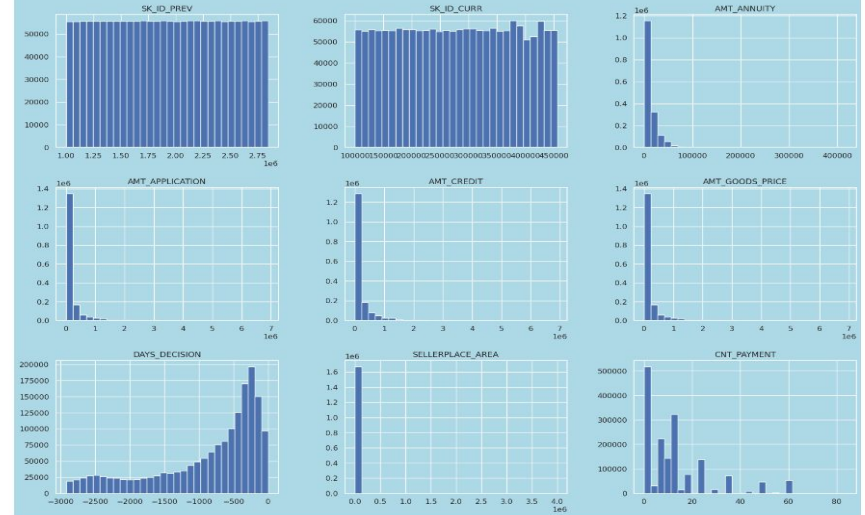 SK_ID_PREV
50000
40000
30000
20000
10000
0
1.00 1.25 1.50 1.75 2.00 2.25 2.50 2.75
1e6
SK_ID_CURR
60000
50000
40000
30000
20000
10000
0
100000150000200000250000300000350000400000450000
AMT_ANNUITY
1e6
1.2
1.0
0.8
0.6
0.4
0.2
0.0
0 100000 200000 300000 400000
AMT_APPLICATION
1e6
1.4
1.2
1.0
0.8
0.6
0.4
0.2
0.0
0 1 2 3 4 5 6 7
1e6
AMT_CREDIT
1e6
1.2
1.0
0.8
0.6
0.4
0.2
0.0
0 1 2 3 4 5 6 7
1e6
AMT_GOODS_PRICE
1e6
1.4
1.2
1.0
0.8
0.6
0.4
0.2
0.0
0 1 2 3 4 5 6 7
1e6
DAYS_DECISION
200000
175000
150000
125000
100000
75000
50000
25000
0
−3000 −2500 −2000 −1500 −1000 −500 0
SELLERPLACE_AREA
1e6
1.6
1.4
1.2
1.0
0.8
0.6
0.4
0.2
0.0
0.0 0.5 1.0 1.5 2.0 2.5 3.0 3.5 4.0
1e6
CNT_PAYMENT
500000
400000
300000
200000
100000
0
0 20 40 60 80